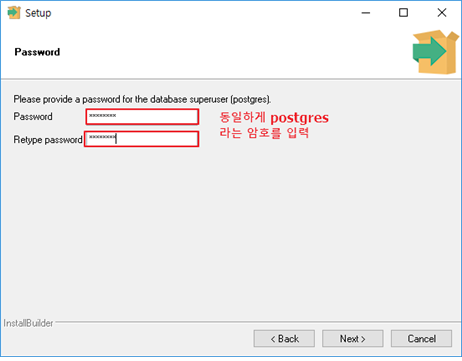 Setup
Password
Please provide a password for the database superuser (postgres).
Password ******** 동일하게 postgres
Retype password ******** 라는 암호를 입력
InstallBuilder
< Back Next > Cancel